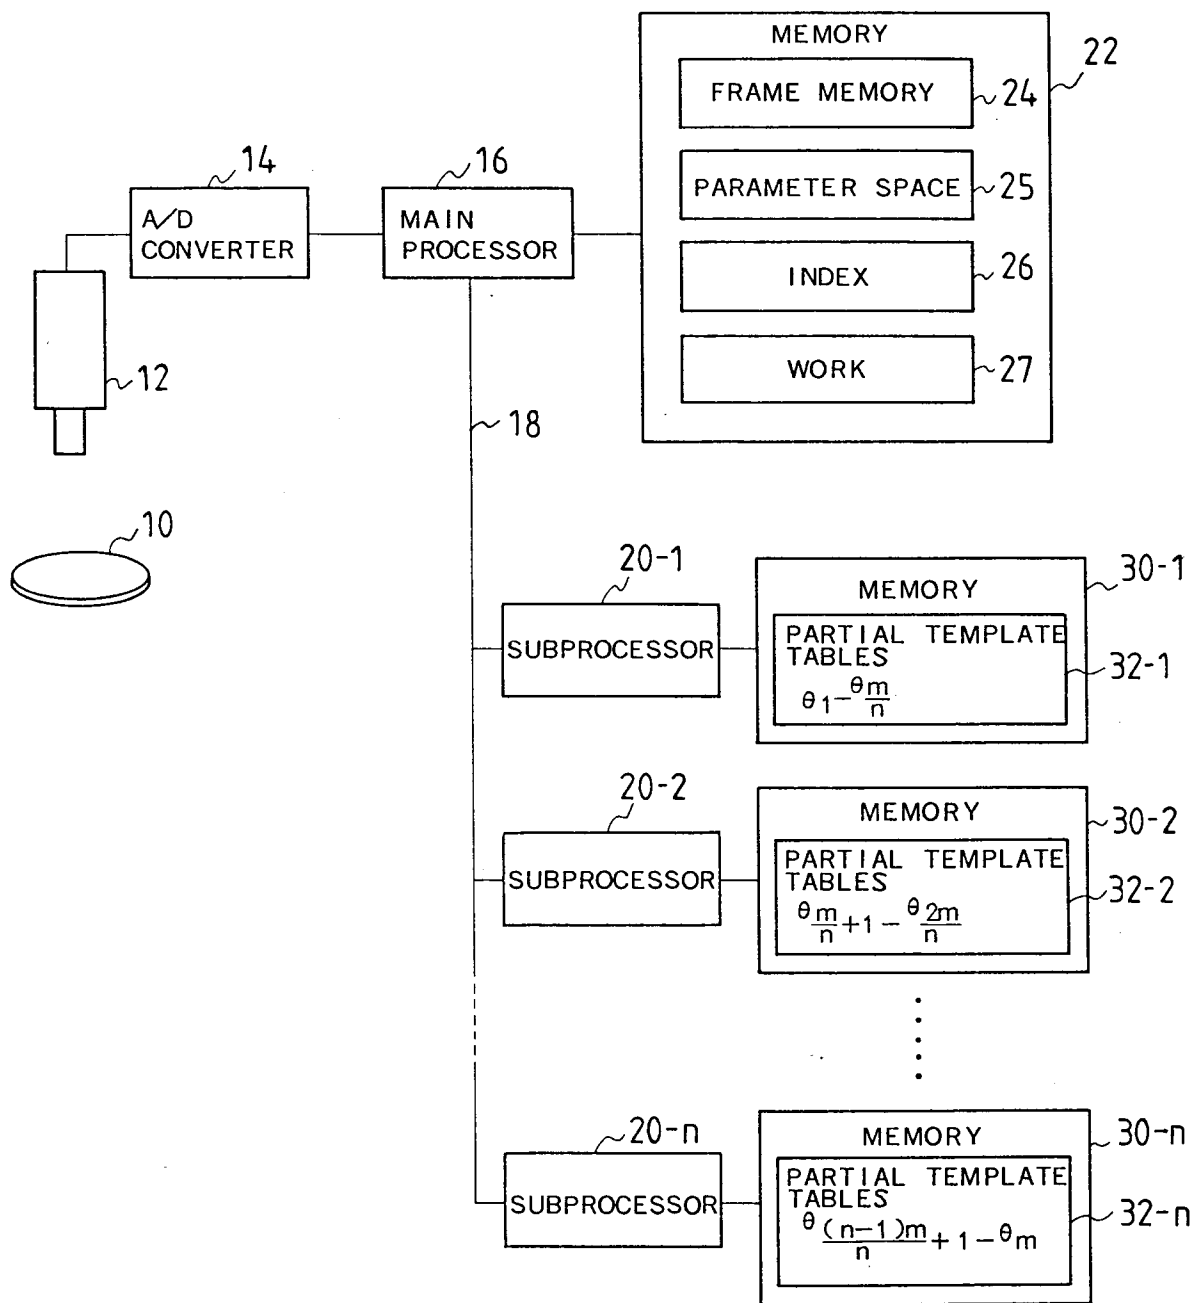 MEMORY
22
FRAME MEMORY
24
14
16
PARAMETER SPACE
25
A/D
CONVERTER
MAIN
PROCESSOR
INDEX
26
12
WORK
27
18
10
20-1
30-1
MEMORY
SUBPROCESSOR
PARTIAL TEMPLATE
TABLES
32-1
θ1-θm/n
20-2
30-2
MEMORY
SUBPROCESSOR
PARTIAL TEMPLATE
TABLES
32-2
θm/n+1-θ2m/n
20-n
30-n
MEMORY
SUBPROCESSOR
PARTIAL TEMPLATE
TABLES
32-n
θ(n-1)m/n+1-θm